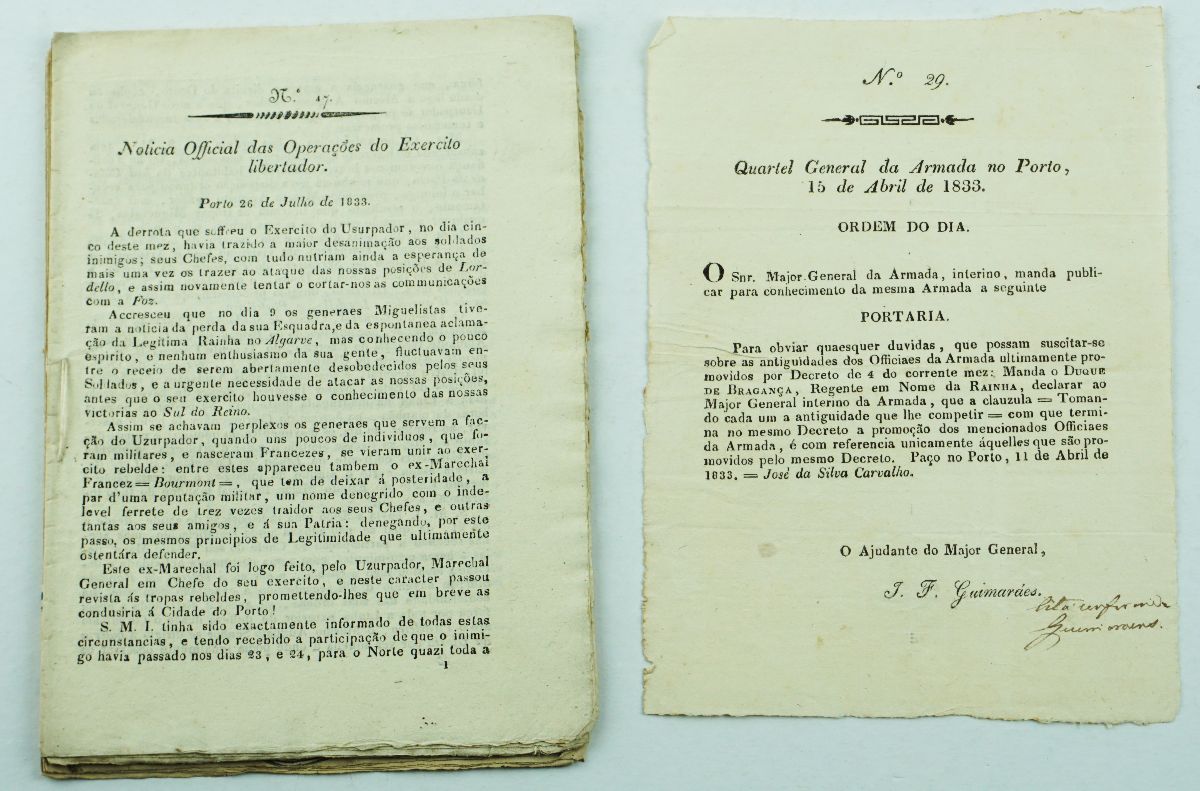 N.º 17.
Noticia Official das Operações do Exercito
libertador.
Porto 26 de Julho de 1833.
A derrota que soffreu o Exercito do Usurpador, no dia cin-
co deste mez, havia trazido a maior desanimação aos soldados
inimigos; seus Chefes, com tudo nutriam ainda a esperança de
mais uma vez os trazer ao ataque das nossas posições de Lor-
dello, e assim novamente tentar o cortar-nos as communicações
com a Foz.
Accresceu que no dia 9 os generaes Miguelistas tive-
ram a noticia da perda da sua Esquadra, e da espontanea aclama-
ção da Legitima Rainha no Algarve, mas conhecendo o pouco
espirito, e nenhum enthusiasmo da sua gente, fluctuavam en-
tre o receio de serem abertamente desobedecidos pelos seus
Soldados, e a urgente necessidade de atacar as nossas posições,
antes que o seu exercito houvesse o conhecimento das nossas
victorias ao Sul do Reino.
Assim se achavam perplexos os generaes que servem a fac-
ção do Uzurpador, quando uns poucos de individuos, que fo-
ram militares, e nasceram Francezes, se vieram unir ao exer-
cito rebelde: entre estes appareceu tambem o ex-Marechal
Francez = Bourmont =, que tem de deixar á posteridade, a
par d'uma reputação militar, um nome denegrido com o inde-
level ferrete de trez vezes traidor aos seus Chefes, e outras
tantas aos seus amigos, e á sua Patria: denegando, por este
passo, os mesmos principios de Legitimidade que ultimamente
ostentára defender.
Este ex-Marechal foi logo feito, pelo Uzurpador, Marechal
General em Chefe do seu exercito, e neste caracter passou
revista ás tropas rebeldes, promettendo-lhes que em breve as
condusiria á Cidade do Porto!
S. M. I. tinha sido exactamente informado de todas estas
circunstancias, e tendo recebido a participação de que o inimi-
go havia passado nos dias 23, e 24, para o Norte quazi toda a
1
N.º 29.
Quartel General da Armada no Porto,
15 de Abril de 1833.
ORDEM DO DIA.
O Snr. Major General da Armada, interino, manda publi-
car para conhecimento da mesma Armada a seguinte
PORTARIA.
Para obviar quaesquer duvidas, que possam suscitar-se
sobre as antiguidades dos Officiaes da Armada ultimamente pro-
movidos por Decreto de 4 do corrente mez: Manda o DUQUE
DE BRAGANÇA, Regente em Nome da RAINHA, declarar ao
Major General interino da Armada, que a clauzula = Toman-
do cada um a antiguidade que lhe competir = com que termi-
na no mesmo Decreto a promoção dos mencionados Officiaes
da Armada, é com referencia unicamente áquelles que são pro-
movidos pelo mesmo Decreto. Paço no Porto, 11 de Abril de
1833. = José da Silva Carvalho.
O Ajudante do Major General,
J. F. Guimarães.
Guimaraens.